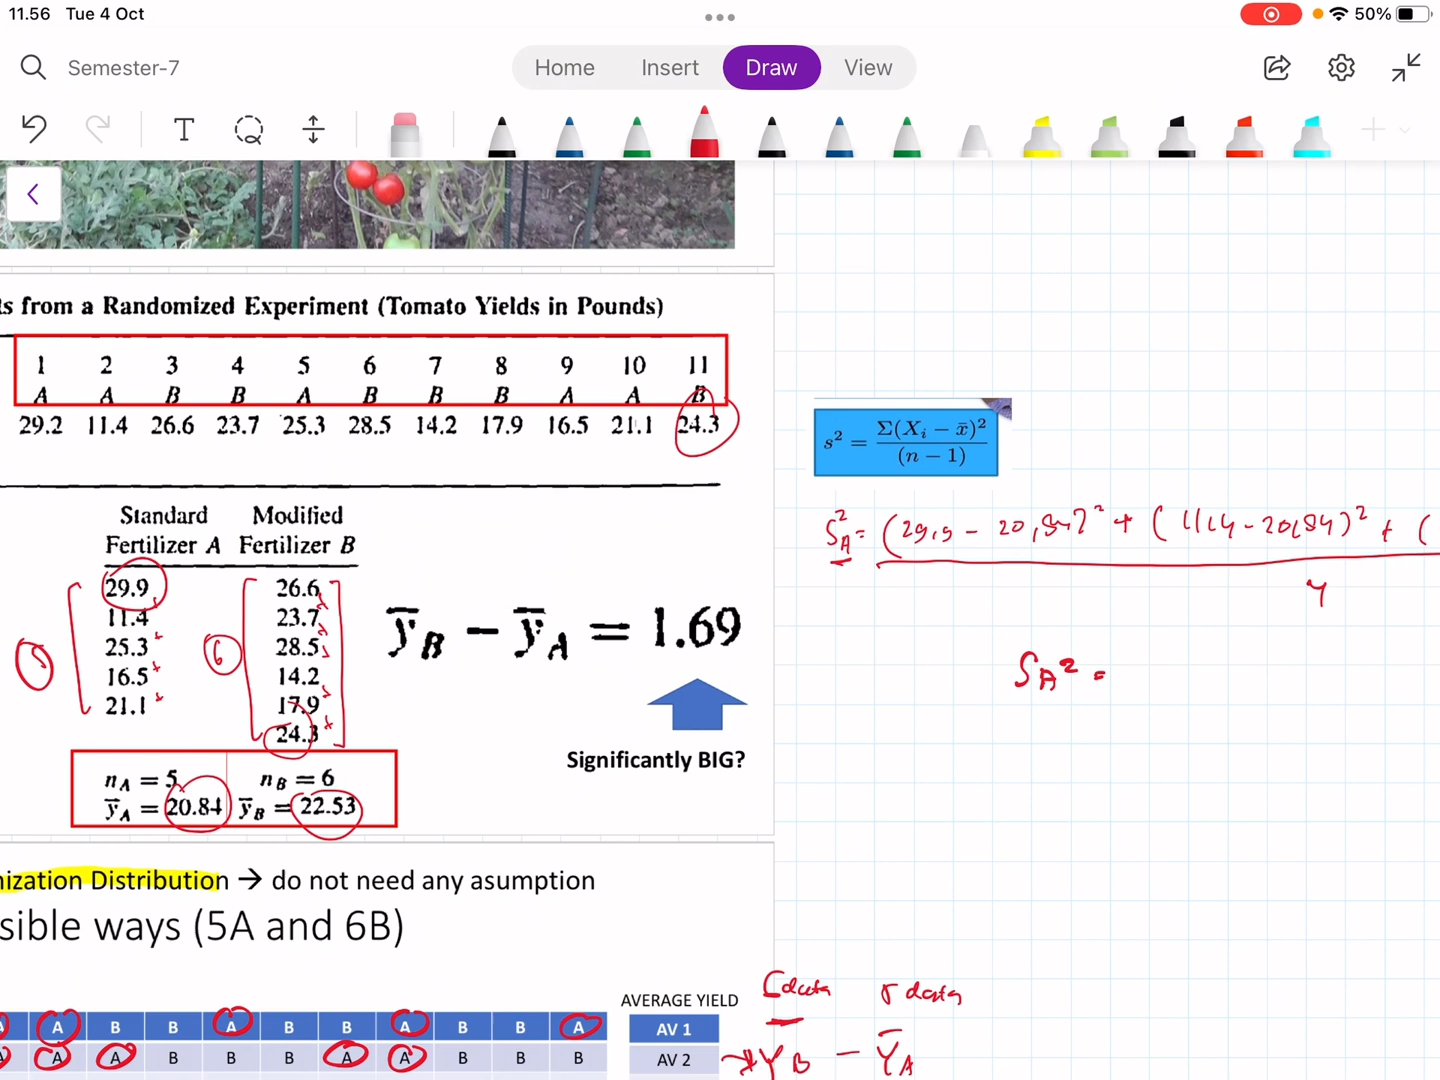 11.56 Tue 4 Oct
50%
Semester-7
Home Insert Draw View
ts from a Randomized Experiment (Tomato Yields in Pounds)
1 2 3 4 5 6 7 8 9 10 11
A A B B A B B B A A B
29.2 11.4 26.6 23.7 25.3 28.5 14.2 17.9 16.5 21.1 24.3
s² = Σ(Xᵢ − x̄)² / (n − 1)
S²A = (29,9 - 20,84)² + (11,4 - 20,84)² + (
4
SA² =
Standard Modified
Fertilizer A Fertilizer B
29.9 26.6
11.4 23.7
25.3 28.5
16.5 14.2
21.1 17.9
24.3
5 6
ȳB − ȳA = 1.69
Significantly BIG?
nA = 5 nB = 6
ȳA = 20.84 ȳB = 22.53
nization Distribution → do not need any asumption
sible ways (5A and 6B)
data 5 data
AVERAGE YIELD
A A B B A B B A B B A AV 1
A A A B B B A A B B B AV 2
ȲB − ȲA